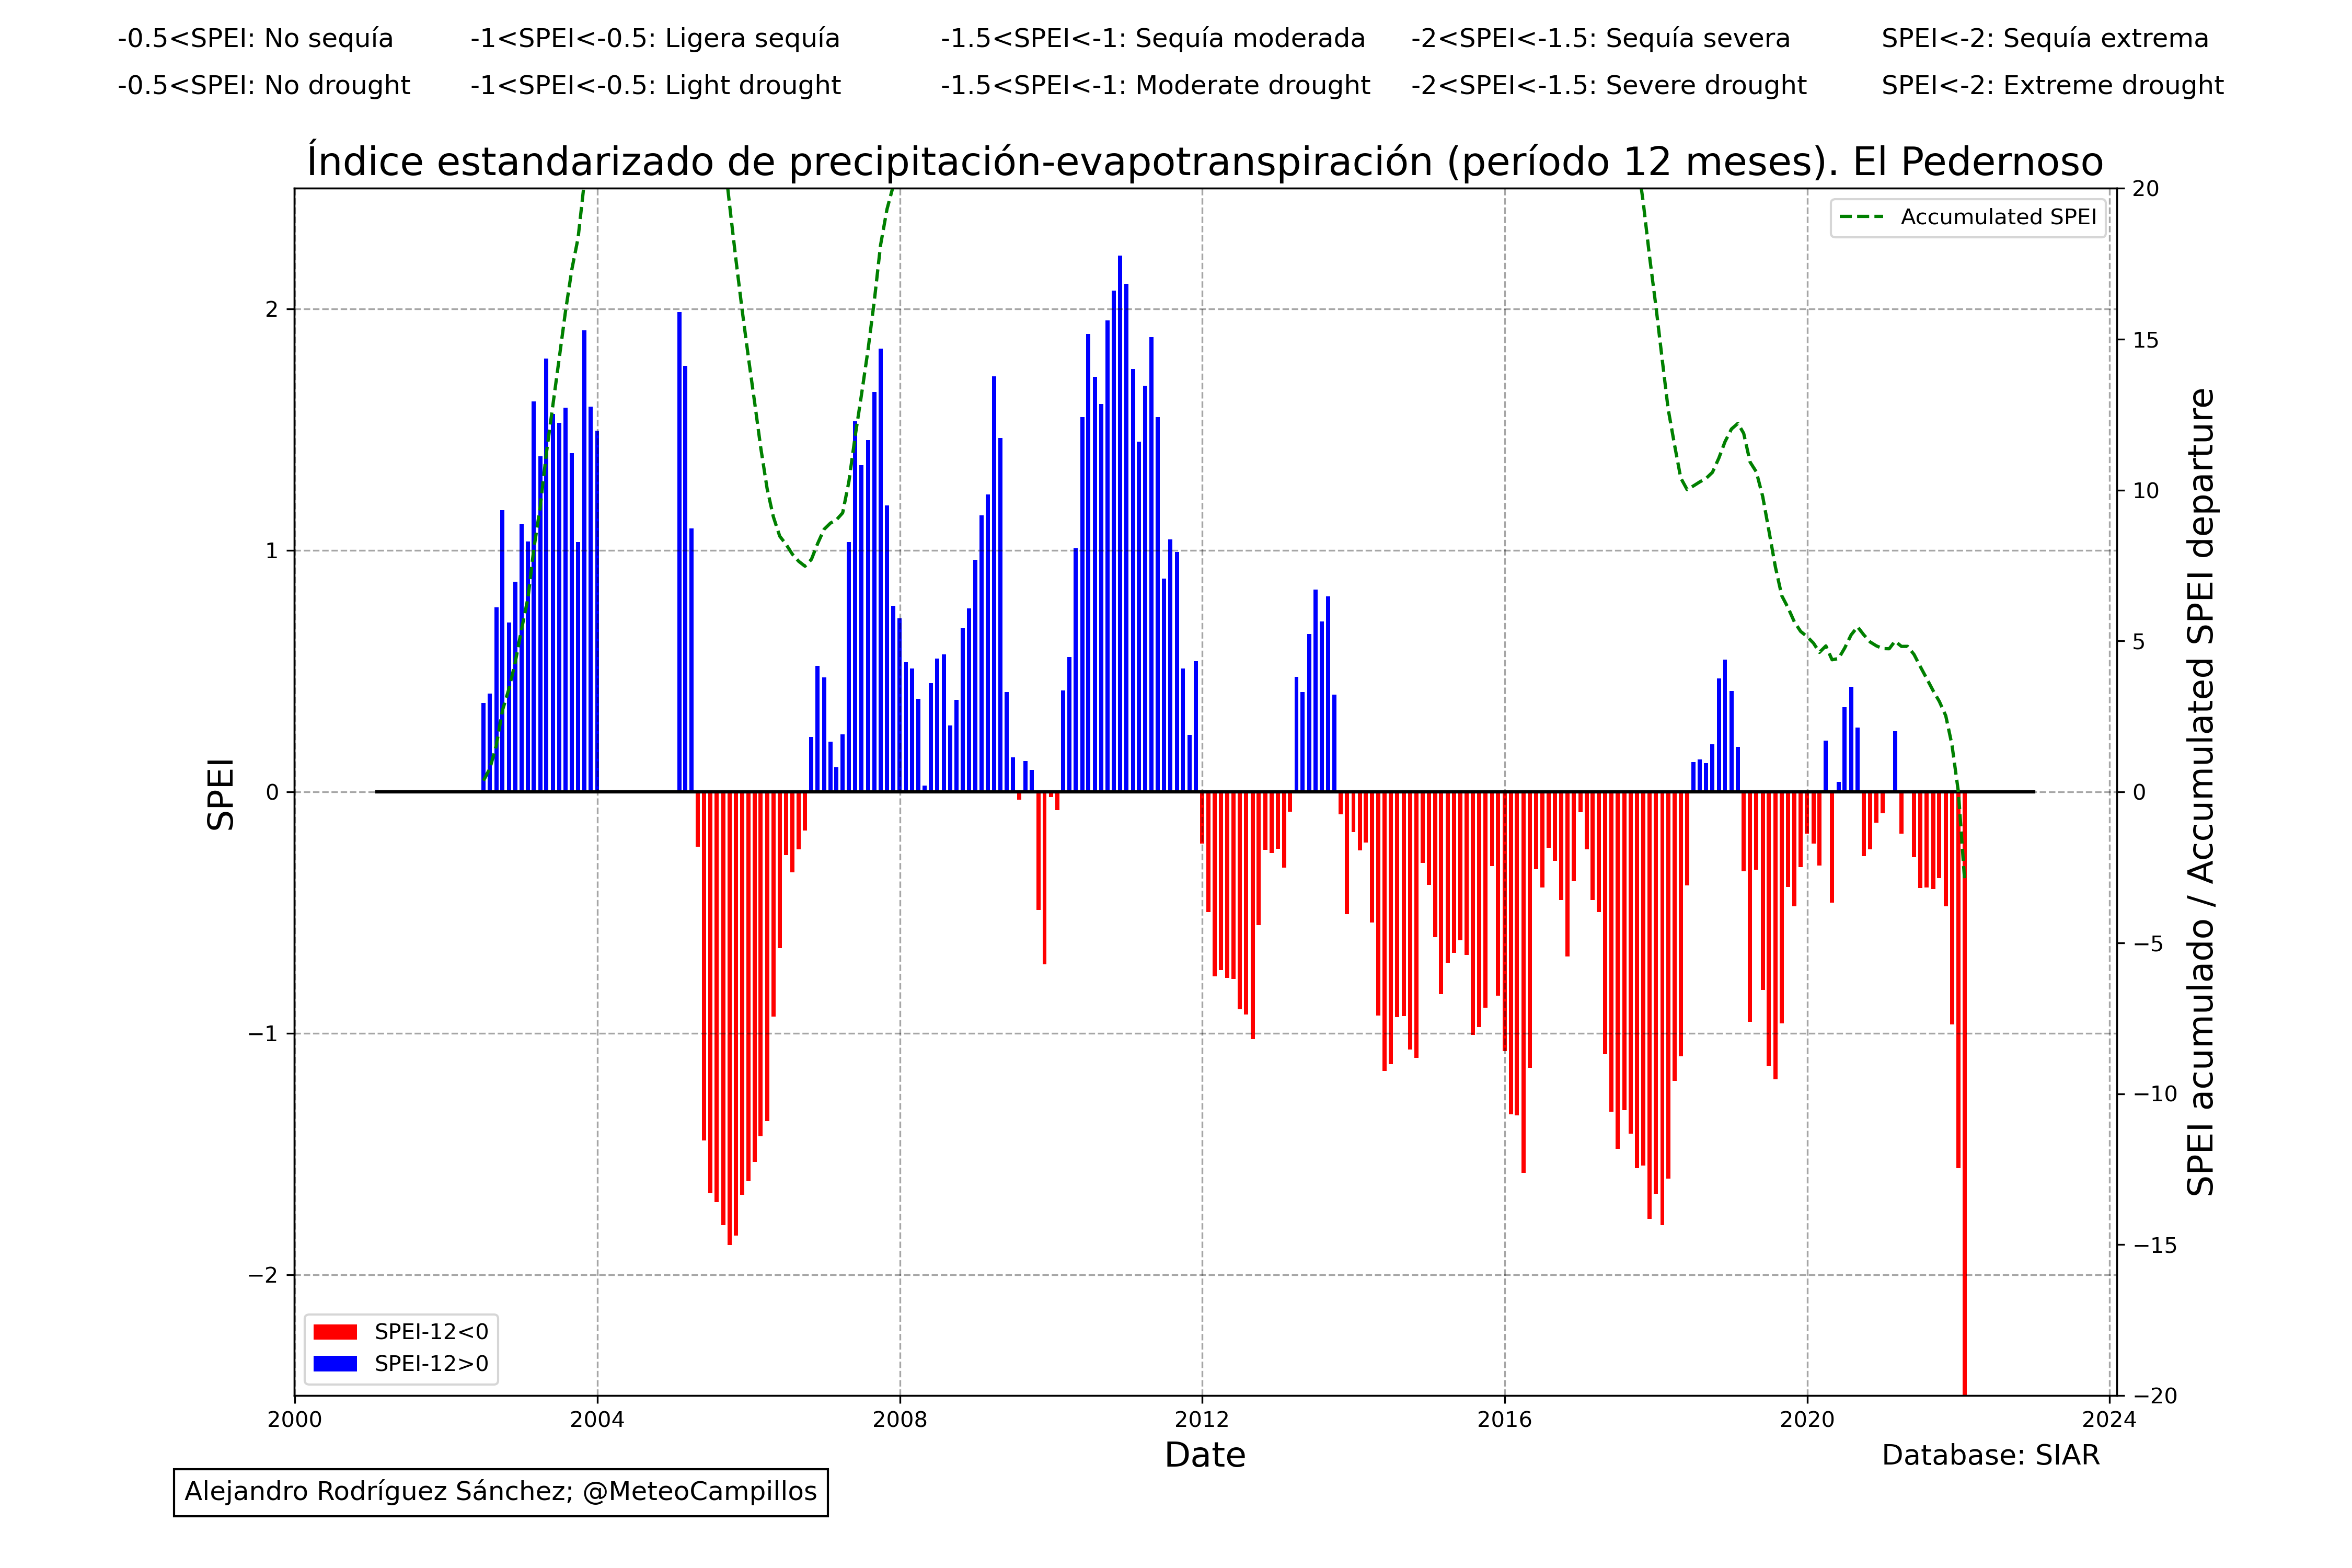 -0.5<SPEI: No sequía -1<SPEI<-0.5: Ligera sequía -1.5<SPEI<-1: Sequía moderada -2<SPEI<-1.5: Sequía severa SPEI<-2: Sequía extrema
-0.5<SPEI: No drought -1<SPEI<-0.5: Light drought -1.5<SPEI<-1: Moderate drought -2<SPEI<-1.5: Severe drought SPEI<-2: Extreme drought
Índice estandarizado de precipitación-evapotranspiración (período 12 meses). El Pedernoso
Accumulated SPEI
SPEI
2
1
0
−1
−2
20
15
10
5
0
−5
−10
−15
−20
SPEI acumulado / Accumulated SPEI departure
SPEI-12<0
SPEI-12>0
2000 2004 2008 2012 2016 2020 2024
Date
Database: SIAR
Alejandro Rodríguez Sánchez; @MeteoCampillos